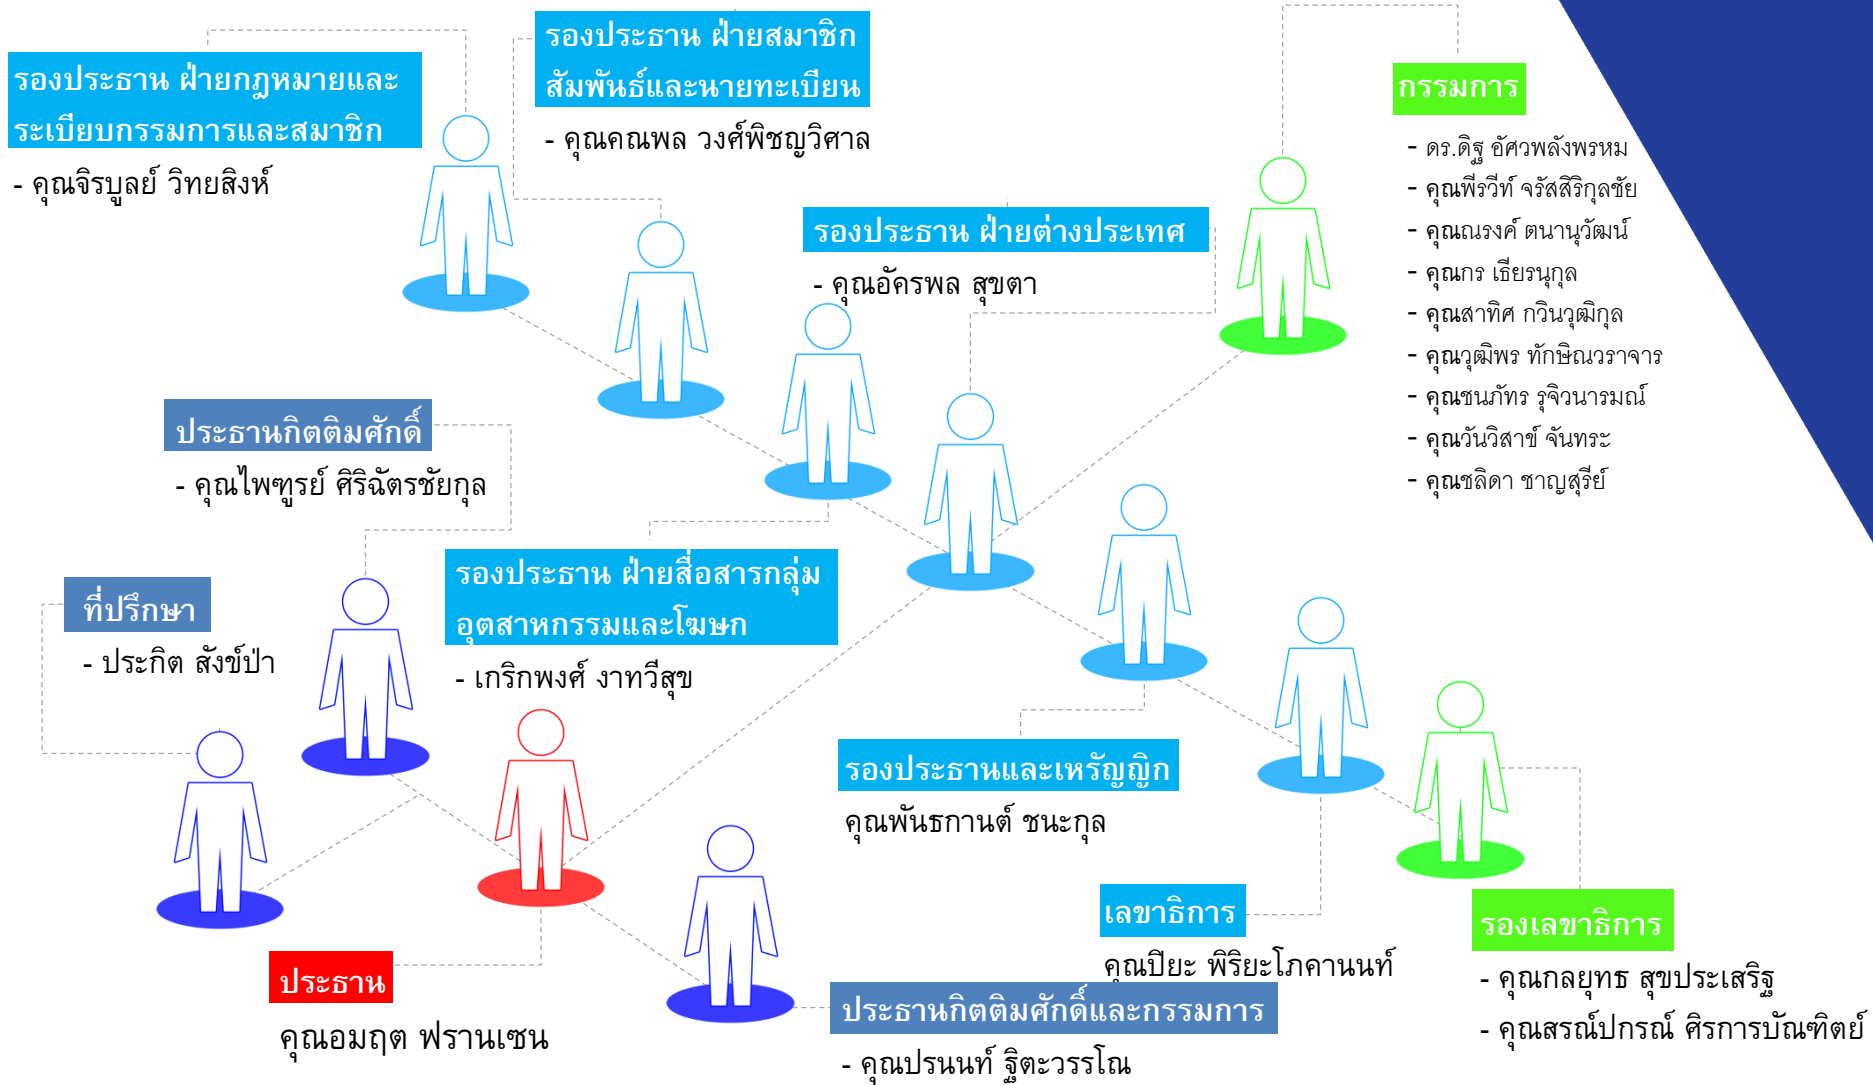 รองประธาน ฝ่ายกฎหมายและ
ระเบียบกรรมการและสมาชิก
- คุณจิรบูลย์ วิทยสิงห์
รองประธาน ฝ่ายสมาชิก
สัมพันธ์และนายทะเบียน
- คุณคณพล วงศ์พิชญวิศาล
รองประธาน ฝ่ายต่างประเทศ
- คุณอัครพล สุขตา
กรรมการ
- ดร.ดิฐ อัศวพลังพรหม
- คุณพีรวีท์ จรัสสิริกุลชัย
- คุณณรงค์ ตนานุวัฒน์
- คุณกร เธียรนุกุล
- คุณสาทิศ กวินวุฒิกุล
- คุณวุฒิพร ทักษิณวราจาร
- คุณชนภัทร รุจิวนารมณ์
- คุณวันวิสาข์ จันทระ
- คุณชลิดา ชาญสุรีย์
ประธานกิตติมศักดิ์
- คุณไพฑูรย์ ศิริฉัตรชัยกุล
ที่ปรึกษา
- ประกิต สังข์ป่า
รองประธาน ฝ่ายสื่อสารกลุ่ม
อุตสาหกรรมและโฆษก
- เกริกพงศ์ งาทวีสุข
รองประธานและเหรัญญิก
คุณพันธกานต์ ชนะกุล
เลขาธิการ
คุณปิยะ พิริยะโภคานนท์
รองเลขาธิการ
- คุณกลยุทธ สุขประเสริฐ
- คุณสรณ์ปกรณ์ ศิรการบัณฑิตย์
ประธาน
คุณอมฤต ฟรานเซน
ประธานกิตติมศักดิ์และกรรมการ
- คุณปรนนท์ ฐิตะวรรโณ